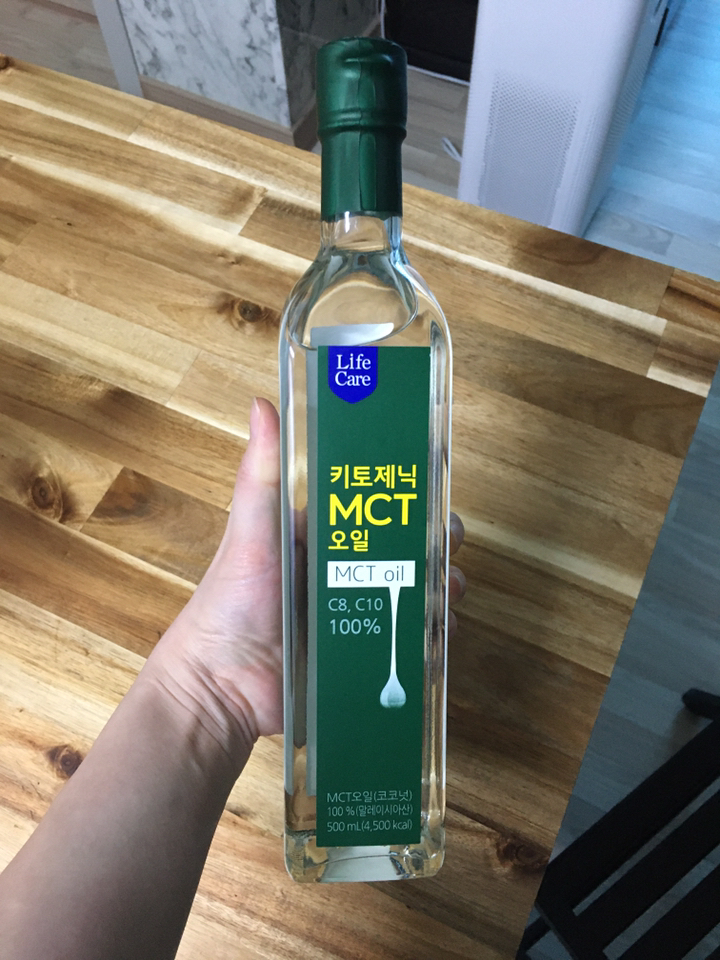 Life
Care
키토제닉
MCT
오일
MCT oil
C8, C10
100%
MCT오일(코코넛)
100 %(말레이시아산)
500 mL(4,500 kcal)